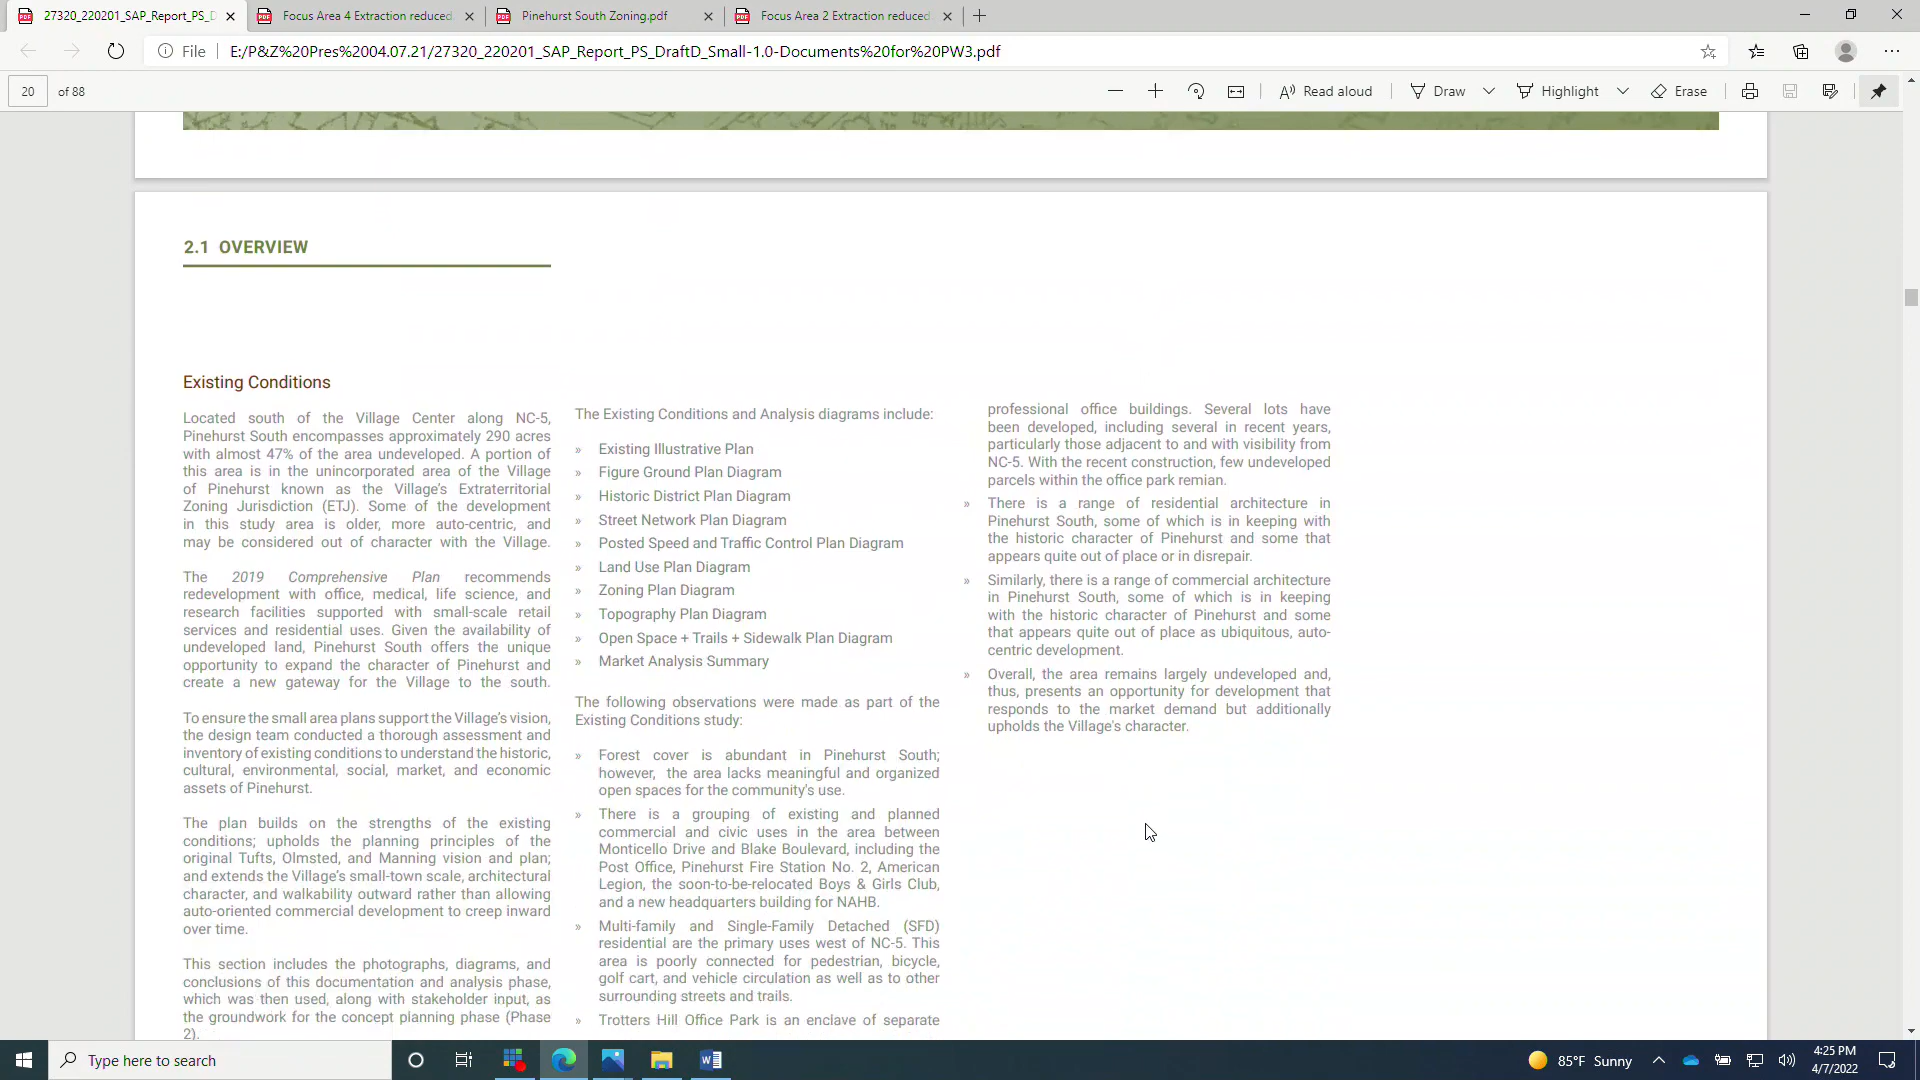 27320_220201_SAP_Report_PS_D
Focus Area 4 Extraction reduced
Pinehurst South Zoning.pdf
Focus Area 2 Extraction reduced
File
E:/P&Z%20Pres%2004.07.21/27320_220201_SAP_Report_PS_DraftD_Small-1.0-Documents%20for%20PW3.pdf
20 of 88
Read aloud
Draw
Highlight
Erase
2.1 OVERVIEW
Existing Conditions
Located south of the Village Center along NC-5,
Pinehurst South encompasses approximately 290 acres
with almost 47% of the area undeveloped. A portion of
this area is in the unincorporated area of the Village
of Pinehurst known as the Village's Extraterritorial
Zoning Jurisdiction (ETJ). Some of the development
in this study area is older, more auto-centric, and
may be considered out of character with the Village.
The 2019 Comprehensive Plan recommends
redevelopment with office, medical, life science, and
research facilities supported with small-scale retail
services and residential uses. Given the availability of
undeveloped land, Pinehurst South offers the unique
opportunity to expand the character of Pinehurst and
create a new gateway for the Village to the south.
To ensure the small area plans support the Village's vision,
the design team conducted a thorough assessment and
inventory of existing conditions to understand the historic,
cultural, environmental, social, market, and economic
assets of Pinehurst.
The plan builds on the strengths of the existing
conditions; upholds the planning principles of the
original Tufts, Olmsted, and Manning vision and plan;
and extends the Village's small-town scale, architectural
character, and walkability outward rather than allowing
auto-oriented commercial development to creep inward
over time.
This section includes the photographs, diagrams, and
conclusions of this documentation and analysis phase,
which was then used, along with stakeholder input, as
the groundwork for the concept planning phase (Phase
2).
The Existing Conditions and Analysis diagrams include:
» Existing Illustrative Plan
» Figure Ground Plan Diagram
» Historic District Plan Diagram
» Street Network Plan Diagram
» Posted Speed and Traffic Control Plan Diagram
» Land Use Plan Diagram
» Zoning Plan Diagram
» Topography Plan Diagram
» Open Space + Trails + Sidewalk Plan Diagram
» Market Analysis Summary
The following observations were made as part of the
Existing Conditions study:
» Forest cover is abundant in Pinehurst South;
however, the area lacks meaningful and organized
open spaces for the community's use.
» There is a grouping of existing and planned
commercial and civic uses in the area between
Monticello Drive and Blake Boulevard, including the
Post Office, Pinehurst Fire Station No. 2, American
Legion, the soon-to-be-relocated Boys & Girls Club,
and a new headquarters building for NAHB.
» Multi-family and Single-Family Detached (SFD)
residential are the primary uses west of NC-5. This
area is poorly connected for pedestrian, bicycle,
golf cart, and vehicle circulation as well as to other
surrounding streets and trails.
» Trotters Hill Office Park is an enclave of separate
professional office buildings. Several lots have
been developed, including several in recent years,
particularly those adjacent to and with visibility from
NC-5. With the recent construction, few undeveloped
parcels within the office park remian.
» There is a range of residential architecture in
Pinehurst South, some of which is in keeping with
the historic character of Pinehurst and some that
appears quite out of place or in disrepair.
» Similarly, there is a range of commercial architecture
in Pinehurst South, some of which is in keeping
with the historic character of Pinehurst and some
that appears quite out of place as ubiquitous, auto-
centric development.
» Overall, the area remains largely undeveloped and,
thus, presents an opportunity for development that
responds to the market demand but additionally
upholds the Village's character.
Type here to search
85°F Sunny
4:25 PM
4/7/2022